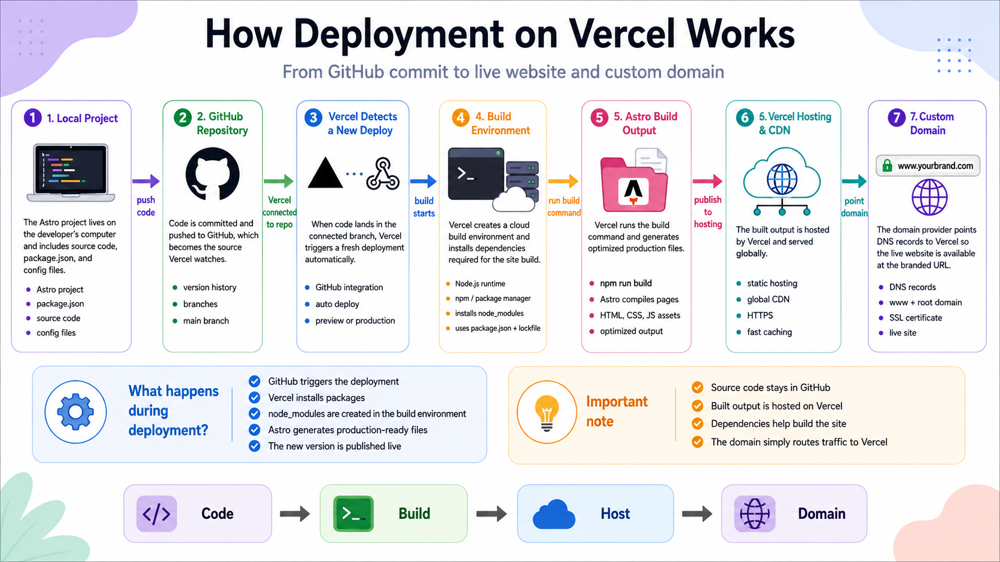 How Deployment on Vercel Works
From GitHub commit to live website and custom domain
1 1. Local Project
The Astro project lives on
the developer's computer
and includes source code,
package.json, and
config files.
Astro project
package.json
source code
config files
push
code
2 2. GitHub
Repository
Code is committed and
pushed to GitHub, which
becomes the source
Vercel watches.
version history
branches
main branch
Vercel
connected
to repo
3 Vercel Detects
a New Deploy
When code lands in the
connected branch, Vercel
triggers a fresh deployment
automatically.
GitHub integration
auto deploy
preview or production
build
starts
4 4. Build
Environment
>_
Vercel creates a cloud
build environment and
installs dependencies
required for the site build.
Node.js runtime
npm / package manager
installs node_modules
uses package.json + lockfile
run build
command
5 5. Astro Build
Output
Vercel runs the build
command and generates
optimized production files.
npm run build
Astro compiles pages
HTML, CSS, JS assets
optimized output
publish
to
hosting
6 6. Vercel Hosting
& CDN
The built output is hosted
by Vercel and served
globally.
static hosting
global CDN
HTTPS
fast caching
point
domain
7 7. Custom
Domain
www.yourbrand.com
The domain provider points
DNS records to Vercel so
the live website is available
at the branded URL.
DNS records
www + root domain
SSL certificate
live site
What happens
during
deployment?
GitHub triggers the deployment
Vercel installs packages
node_modules are created in the build environment
Astro generates production-ready files
The new version is published live
Important
note
Source code stays in GitHub
Built output is hosted on Vercel
Dependencies help build the site
The domain simply routes traffic to Vercel
</> Code
>_ Build
Host
Domain